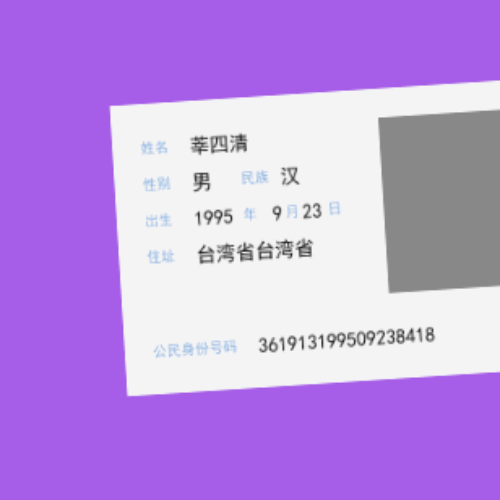 姓名 莘四清
性别 男 民族 汉
出生 1995 年 9 月 23 日
住址 台湾省台湾省
公民身份号码 361913199509238418